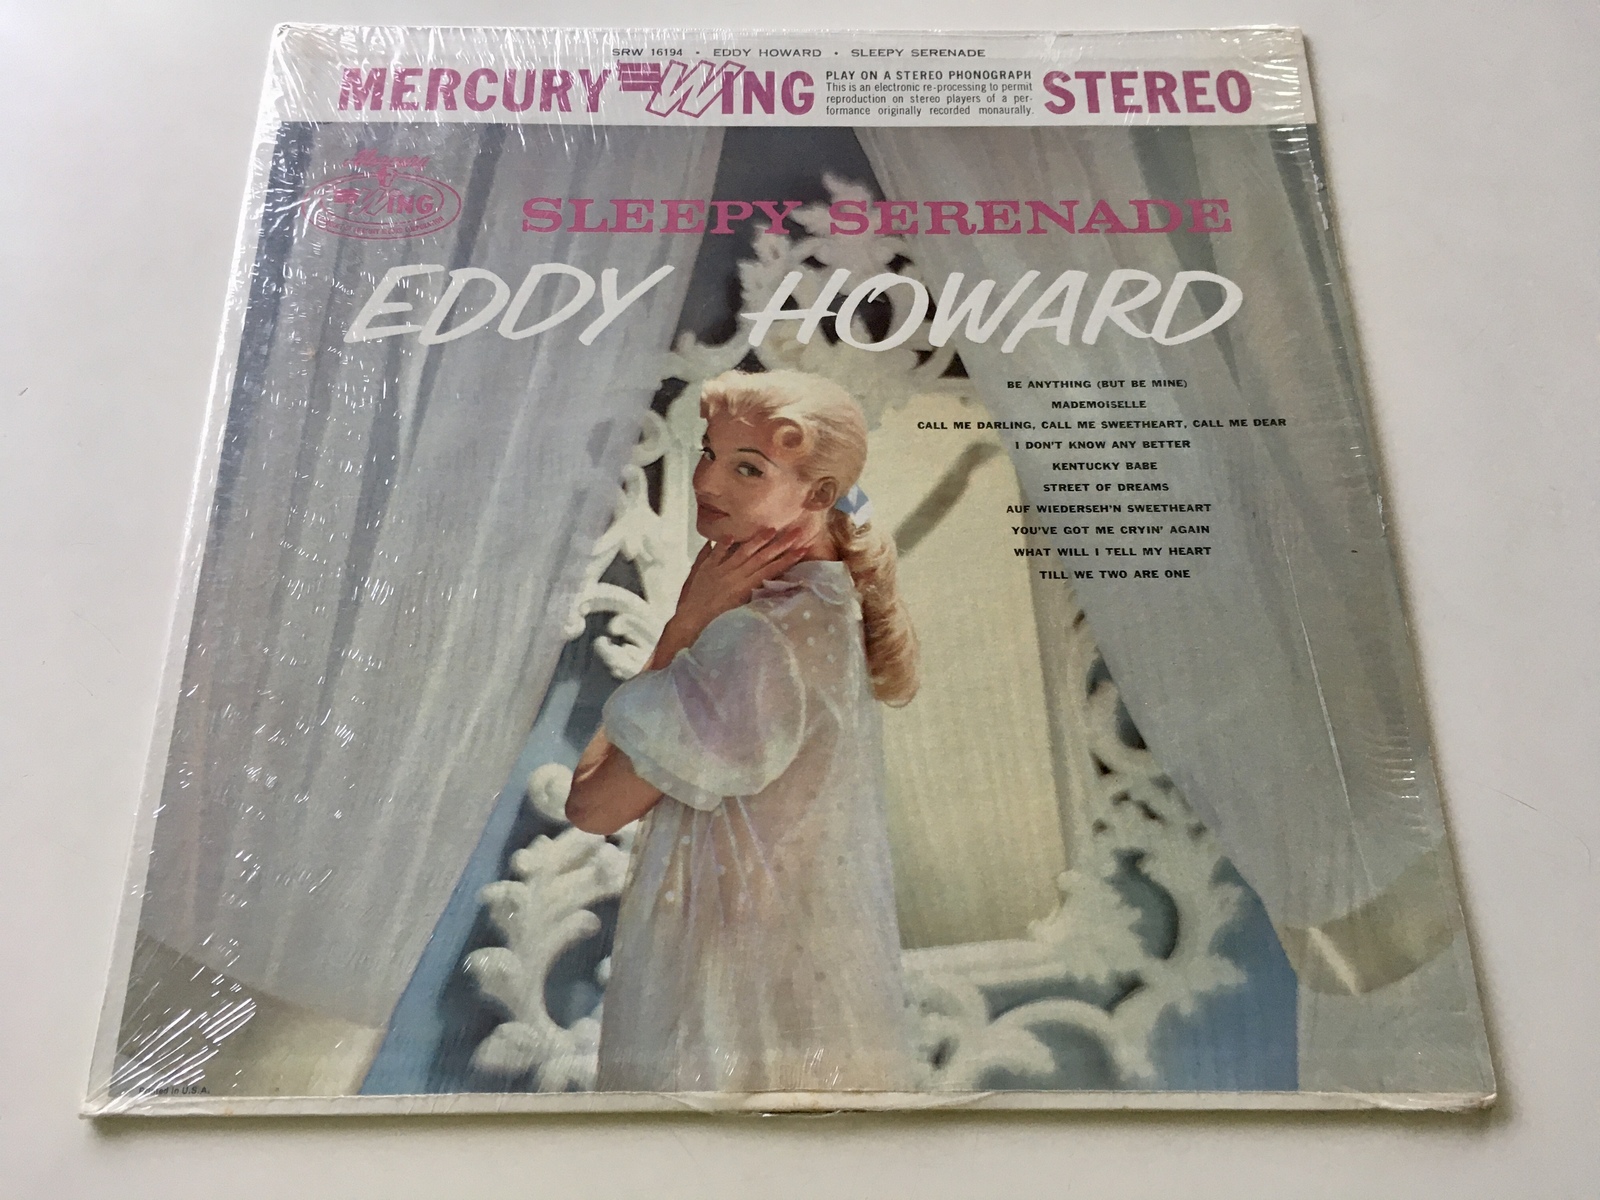 SRW 16194 • EDDY HOWARD • SLEEPY SERENADE
MERCURY WING
PLAY ON A STEREO PHONOGRAPH
This is an electronic re-processing to permit
reproduction on stereo players of a per-
formance originally recorded monaurally.
STEREO
Mercury
WING
SLEEPY SERENADE
EDDY HOWARD
BE ANYTHING (BUT BE MINE)
MADEMOISELLE
CALL ME DARLING, CALL ME SWEETHEART, CALL ME DEAR
I DON'T KNOW ANY BETTER
KENTUCKY BABE
STREET OF DREAMS
AUF WIEDERSEH'N SWEETHEART
YOU'VE GOT ME CRYIN' AGAIN
WHAT WILL I TELL MY HEART
TILL WE TWO ARE ONE
Printed in U.S.A.